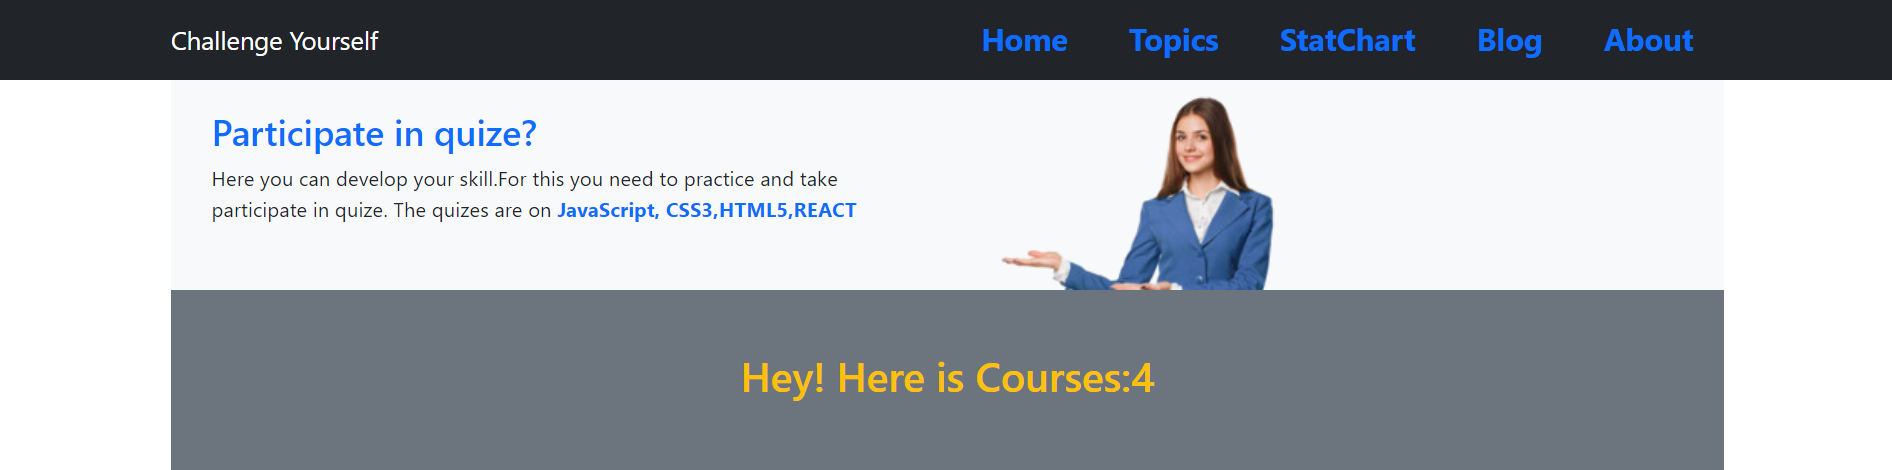 Challenge Yourself
Home Topics StatChart Blog About
Participate in quize?
Here you can develop your skill.For this you need to practice and take
participate in quize. The quizes are on JavaScript, CSS3,HTML5,REACT
Hey! Here is Courses:4